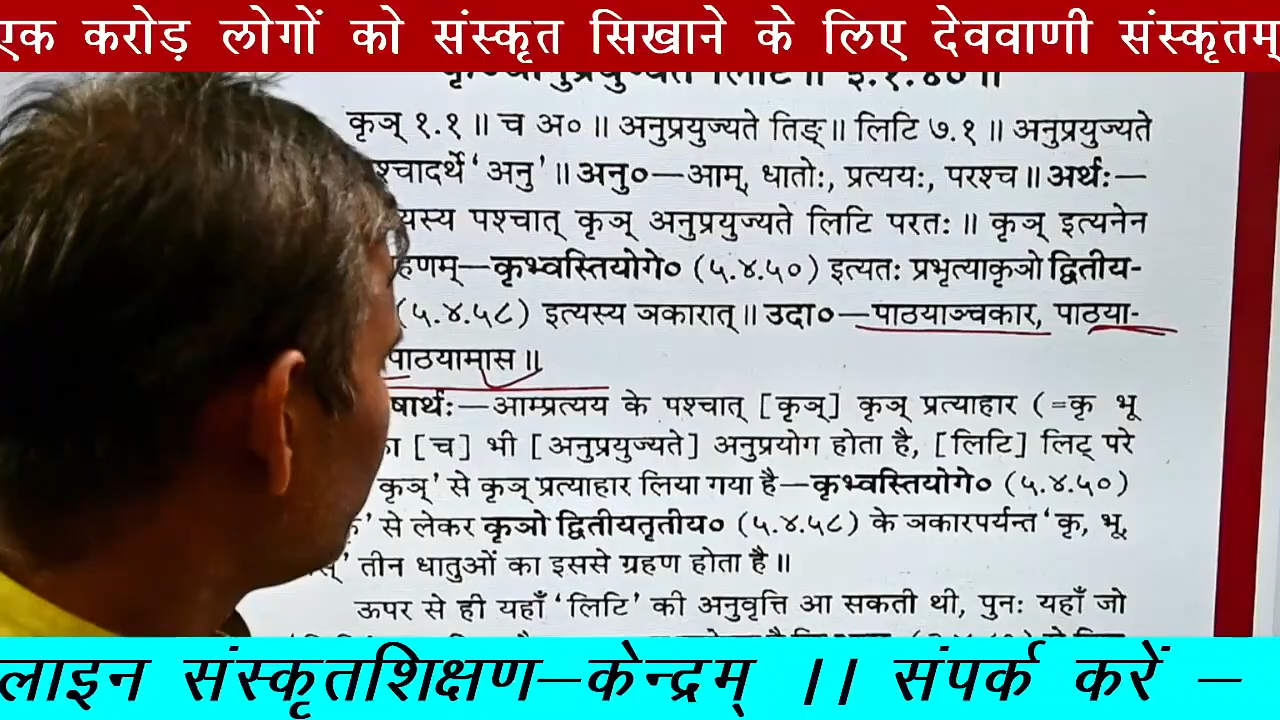 एक करोड़ लोगों को संस्कृत सिखाने के लिए देववाणी संस्कृतम्
कृञ् १.१ ॥ च अ० ॥ अनुप्रयुज्यते तिङ् ॥ लिटि ७.१ ॥ अनुप्रयुज्यते
श्चादर्थे ‘अनु’ ॥ अनु०—आम्, धातोः, प्रत्ययः, परश्च ॥ अर्थः—
यस्य पश्चात् कृञ् अनुप्रयुज्यते लिटि परतः ॥ कृञ् इत्यनेन
हणम्—कृभ्वस्तियोगे० (५.४.५०) इत्यतः प्रभृत्याकृञो द्वितीय-
(५.४.५८) इत्यस्य ञकारात् ॥ उदा०—पाठयाञ्चकार, पाठया-
पाठयामास ॥
षार्थः—आम्प्रत्यय के पश्चात् [कृञ्] कृञ् प्रत्याहार (=कृ भू
[च] भी [अनुप्रयुज्यते] अनुप्रयोग होता है, [लिटि] लिट् परे
कृञ्’ से कृञ् प्रत्याहार लिया गया है—कृभ्वस्तियोगे० (५.४.५०)
’ से लेकर कृञो द्वितीयतृतीय० (५.४.५८) के ञकारपर्यन्त ‘कृ, भू,
स्’ तीन धातुओं का इससे ग्रहण होता है ॥
ऊपर से ही यहाँ ‘लिटि’ की अनुवृत्ति आ सकती थी, पुनः यहाँ जो
लाइन संस्कृतशिक्षण–केन्द्रम् ।। संपर्क करें –